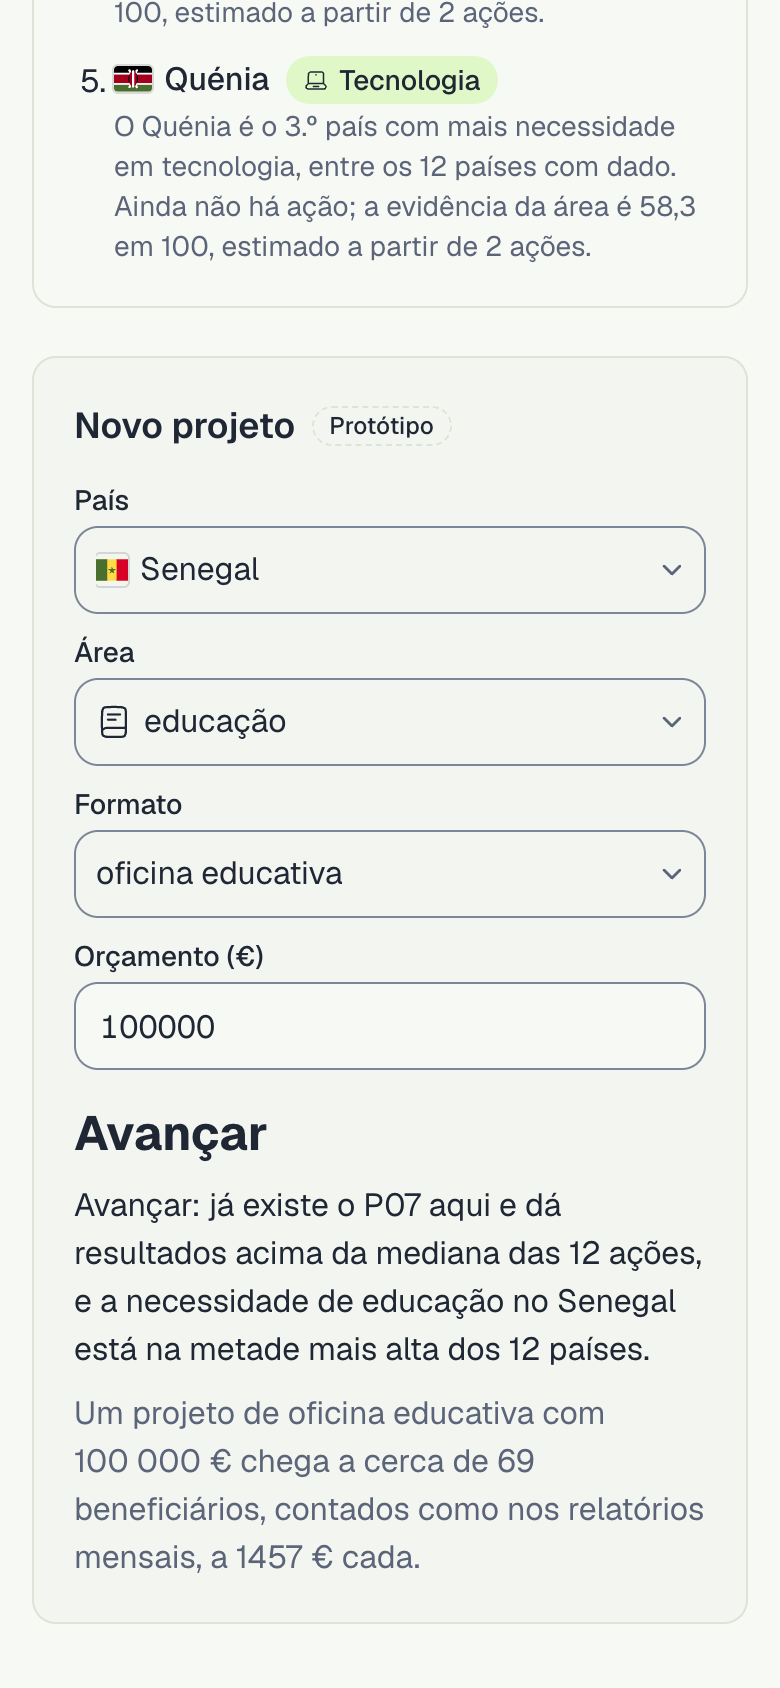 100, estimado a partir de 2 ações.
5. Quénia Tecnologia
O Quénia é o 3.º país com mais necessidade
em tecnologia, entre os 12 países com dado.
Ainda não há ação; a evidência da área é 58,3
em 100, estimado a partir de 2 ações.
Novo projeto Protótipo
País
Senegal
Área
educação
Formato
oficina educativa
Orçamento (€)
100000
Avançar
Avançar: já existe o P07 aqui e dá
resultados acima da mediana das 12 ações,
e a necessidade de educação no Senegal
está na metade mais alta dos 12 países.
Um projeto de oficina educativa com
100 000 € chega a cerca de 69
beneficiários, contados como nos relatórios
mensais, a 1457 € cada.